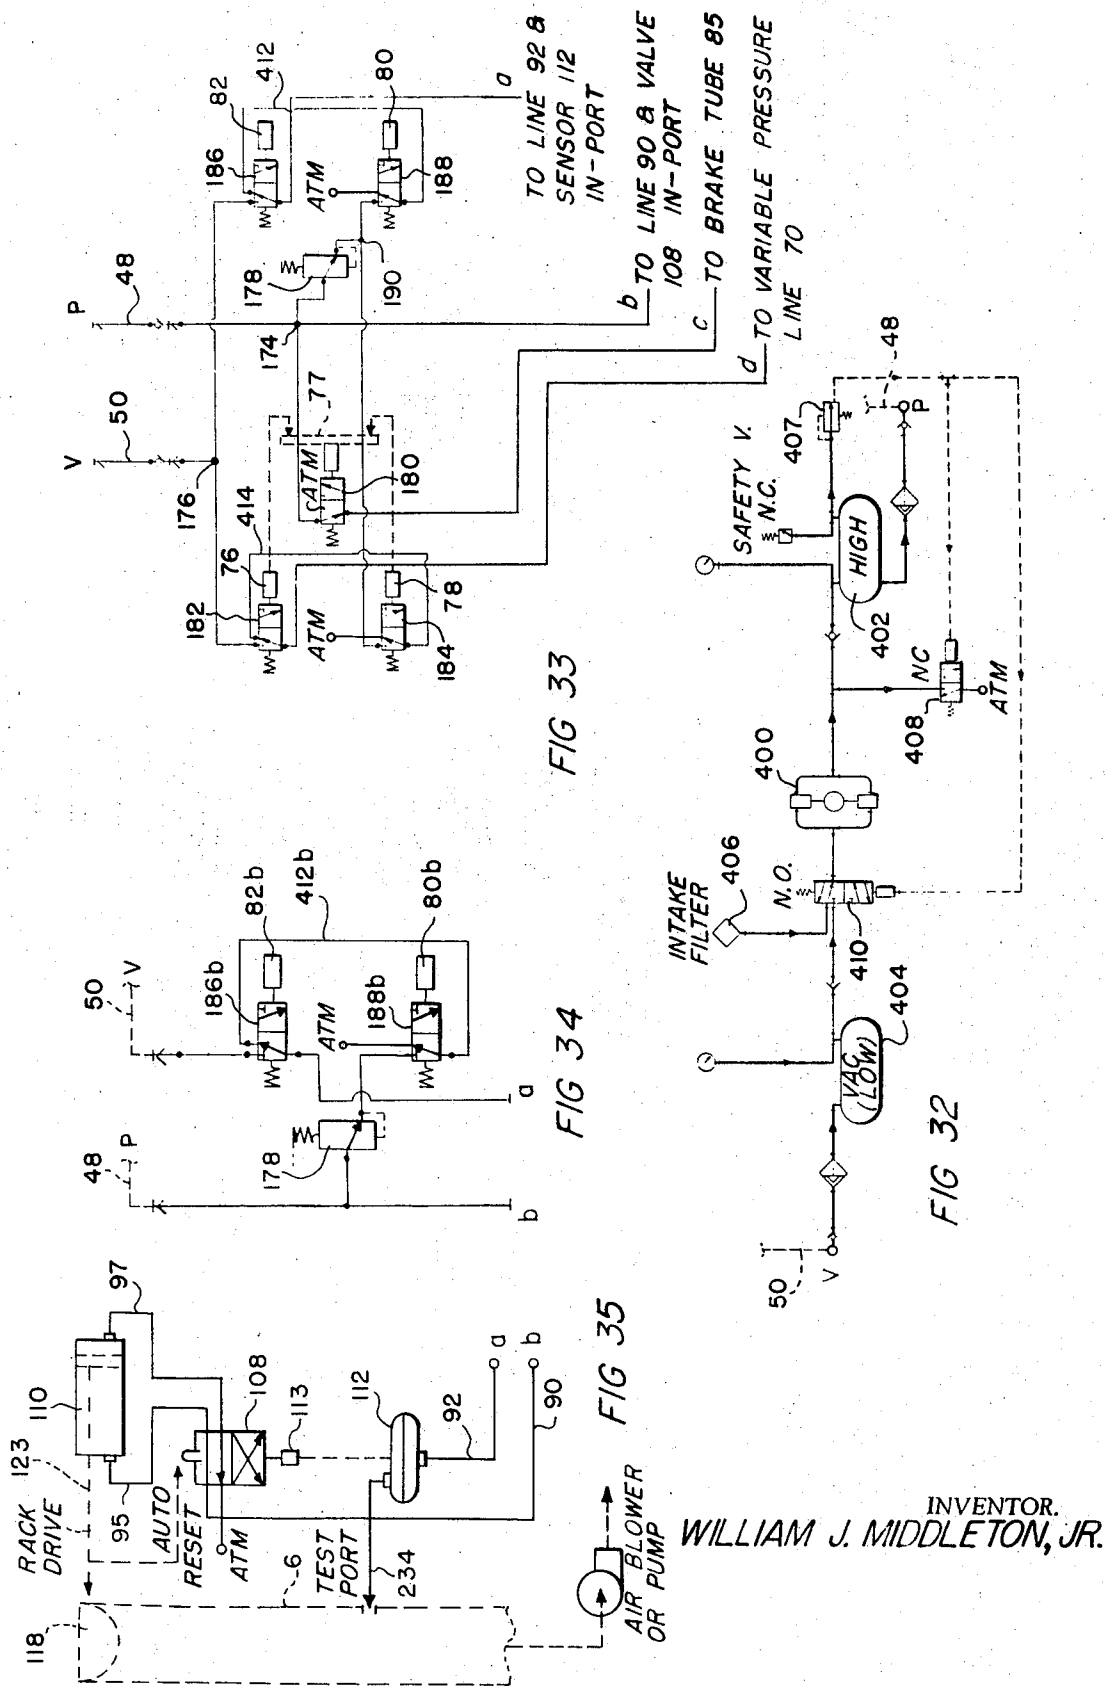 V
50
P
48
82
186
412
80
ATM
188
178
190
174
176
77
414
76
182
ATM
180
ATM
78
184
a
TO LINE 92 &
SENSOR 112
IN-PORT
b
TO LINE 90 & VALVE
108 IN-PORT
c
TO BRAKE TUBE 85
d
TO VARIABLE PRESSURE
LINE 70
FIG 33
50
V
82b
412b
186b
80b
188b
ATM
48
P
178
a
b
FIG 34
SAFETY V.
N.C.
407
48
P
HIGH
402
NC
408
ATM
400
INTAKE
FILTER
406
N.O.
410
VAC
(LOW)
404
50
V
FIG 32
97
110
123
RACK
DRIVE
95
AUTO
RESET
ATM
108
113
112
92
90
a
b
118
6
TEST
PORT
234
AIR BLOWER
OR PUMP
FIG 35
INVENTOR.
WILLIAM J. MIDDLETON, JR.